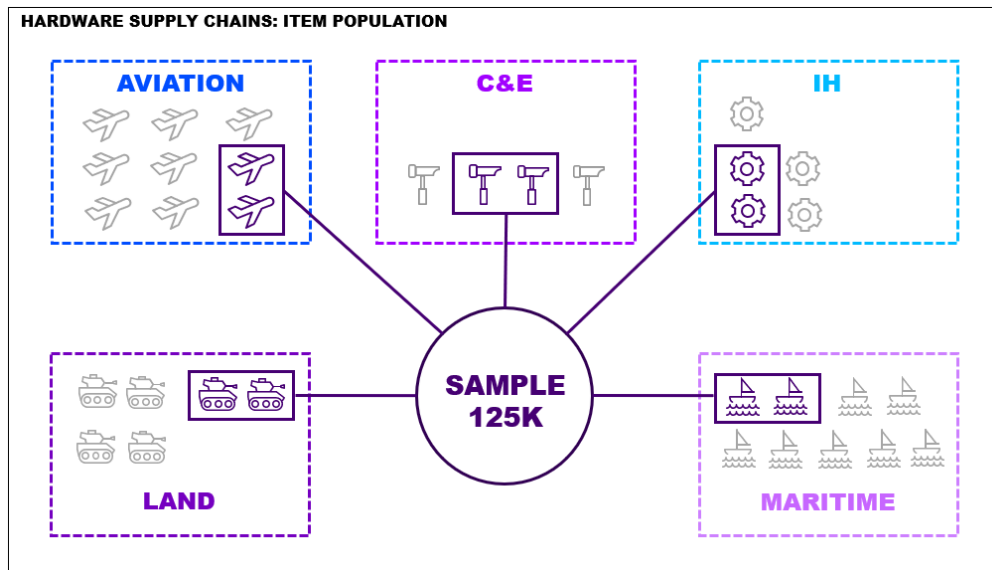 HARDWARE SUPPLY CHAINS: ITEM POPULATION
AVIATION
C&E
IH
SAMPLE
125K
LAND
MARITIME